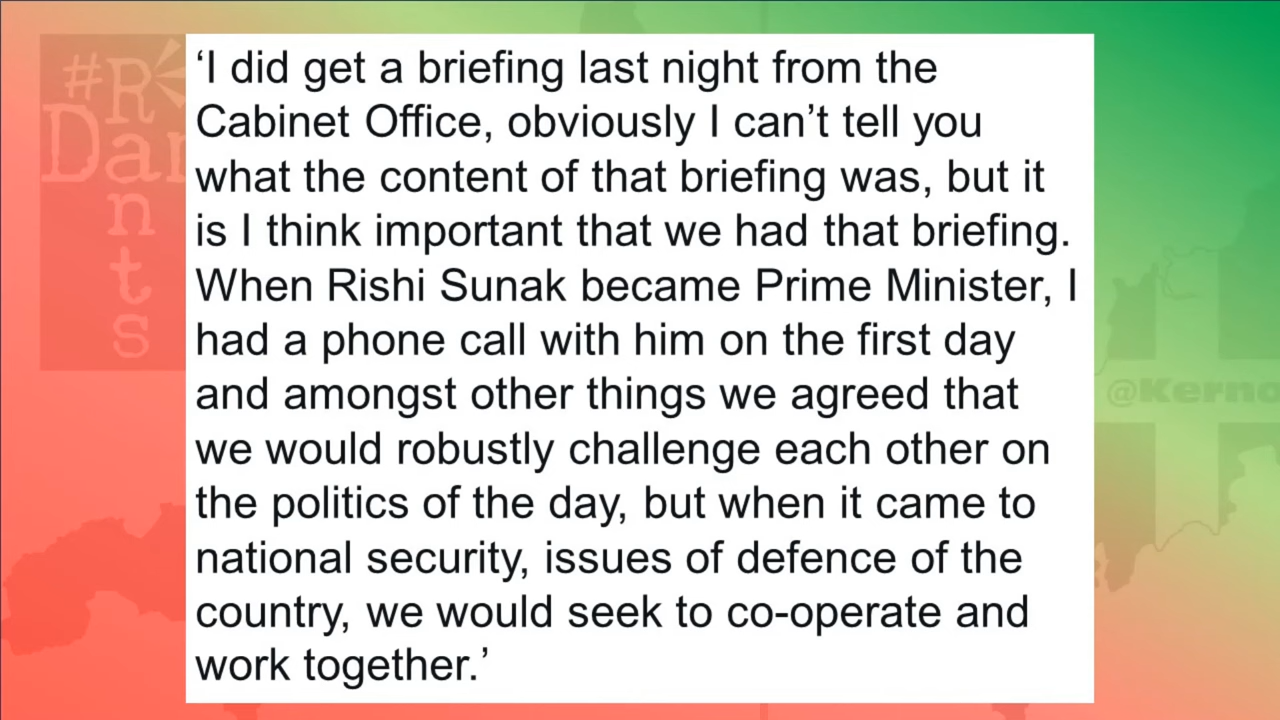 ‘I did get a briefing last night from the
Cabinet Office, obviously I can’t tell you
what the content of that briefing was, but it
is I think important that we had that briefing.
When Rishi Sunak became Prime Minister, I
had a phone call with him on the first day
and amongst other things we agreed that
we would robustly challenge each other on
the politics of the day, but when it came to
national security, issues of defence of the
country, we would seek to co-operate and
work together.’
#R
Dan
n
t
s
@Kerno